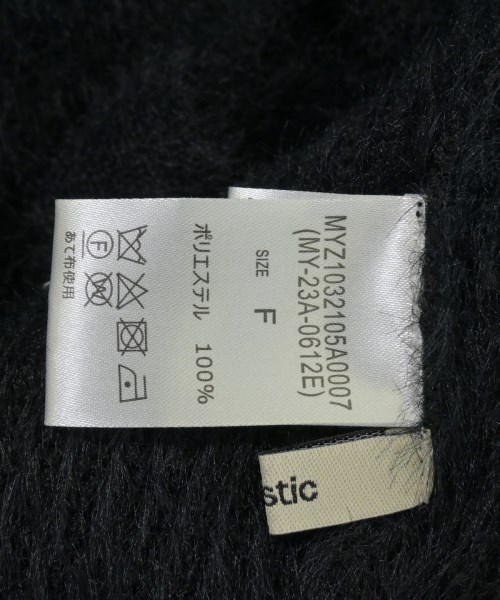 MYZ1032105A0007
(MY-23A-0612E)
SIZE
F
ポリエステル 100%
F W
あて布使用
stic